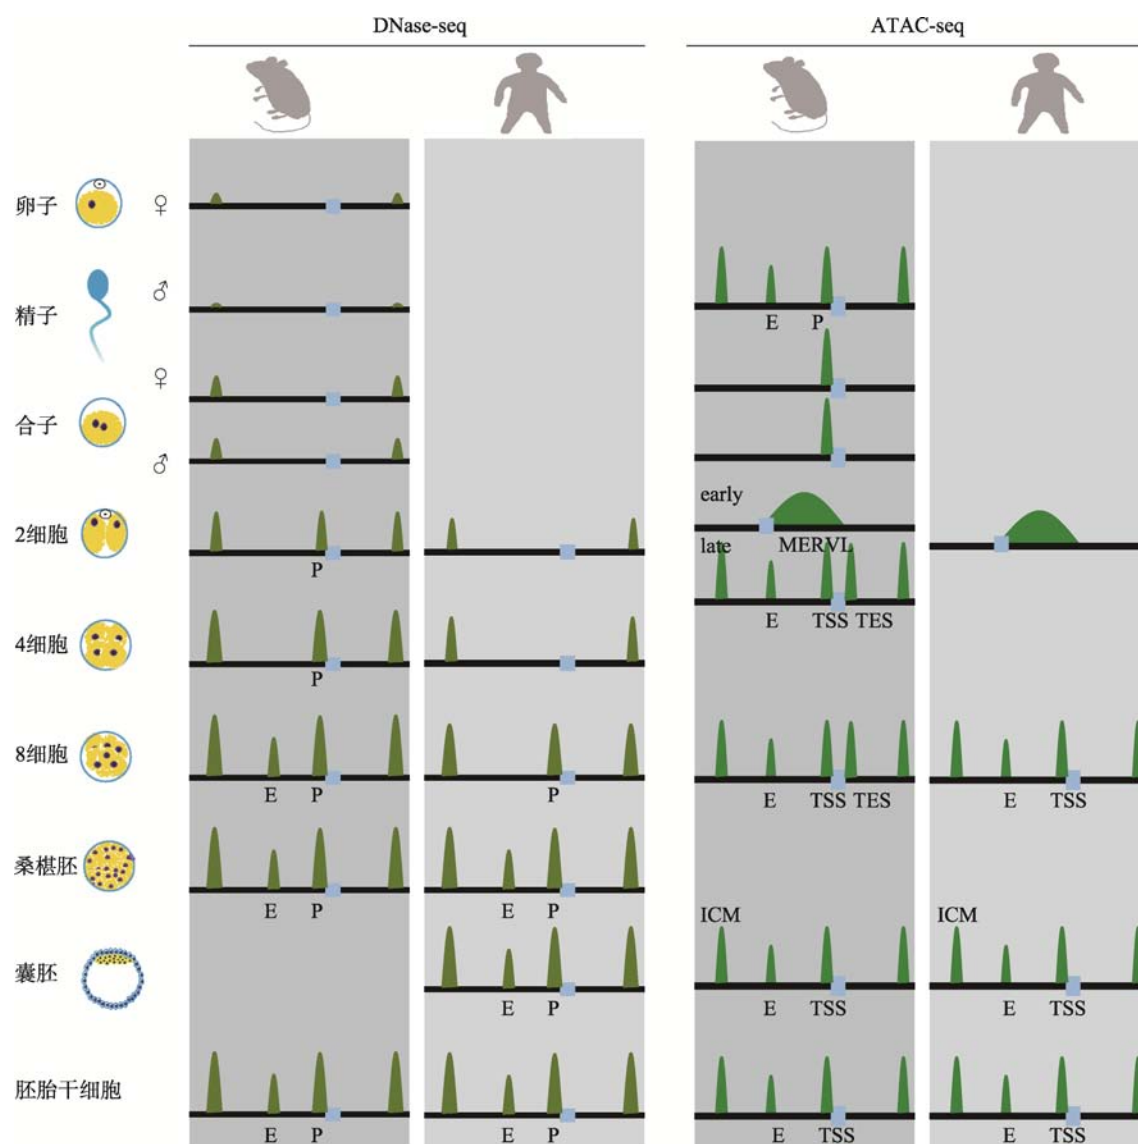 DNase-seq ATAC-seq
卵子 ♀
精子 ♂
E P
♀
合子
♂
early
2细胞
late MERVL
P
E TSS TES
4细胞
P
8细胞
E P P E TSS TES E TSS
桑椹胚
E P E P
ICM ICM
囊胚
E P E TSS E TSS
胚胎干细胞
E P E P E TSS E TSS